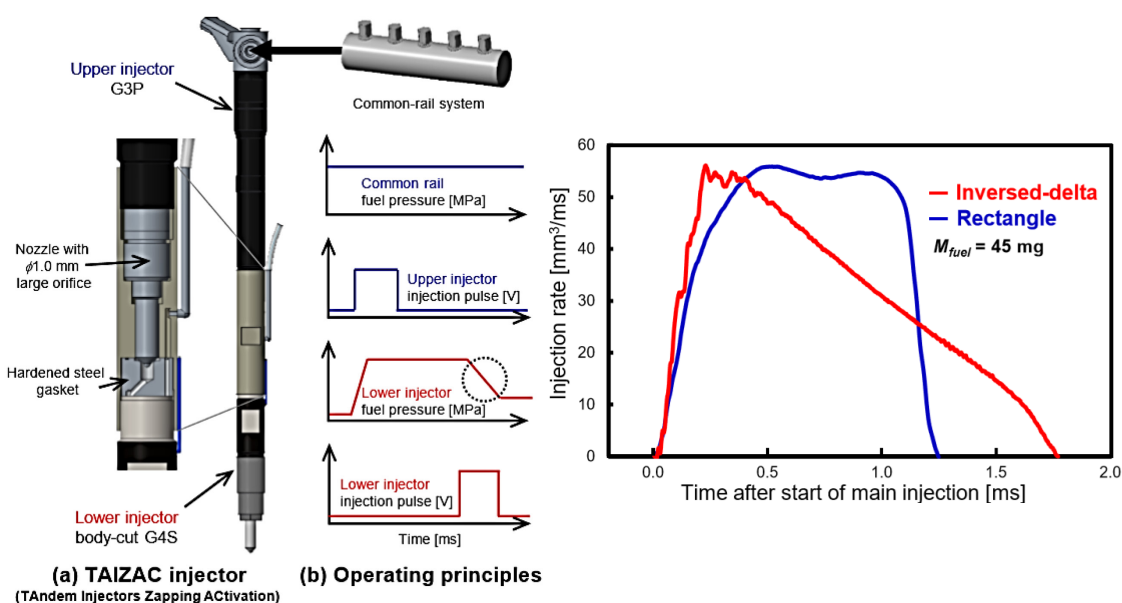 Upper injector
G3P
Common-rail system
Nozzle with
ϕ1.0 mm
large orifice
Hardened steel
gasket
Lower injector
body-cut G4S
Common rail
fuel pressure [MPa]
Upper injector
injection pulse [V]
Lower injector
fuel pressure [MPa]
Lower injector
injection pulse [V]
Time [ms]
(a) TAIZAC injector
(TAndem Injectors Zapping ACtivation)
(b) Operating principles
Injection rate [mm³/ms]
60
50
40
30
20
10
0
Inversed-delta
Rectangle
M_fuel = 45 mg
0.0 0.5 1.0 1.5 2.0
Time after start of main injection [ms]